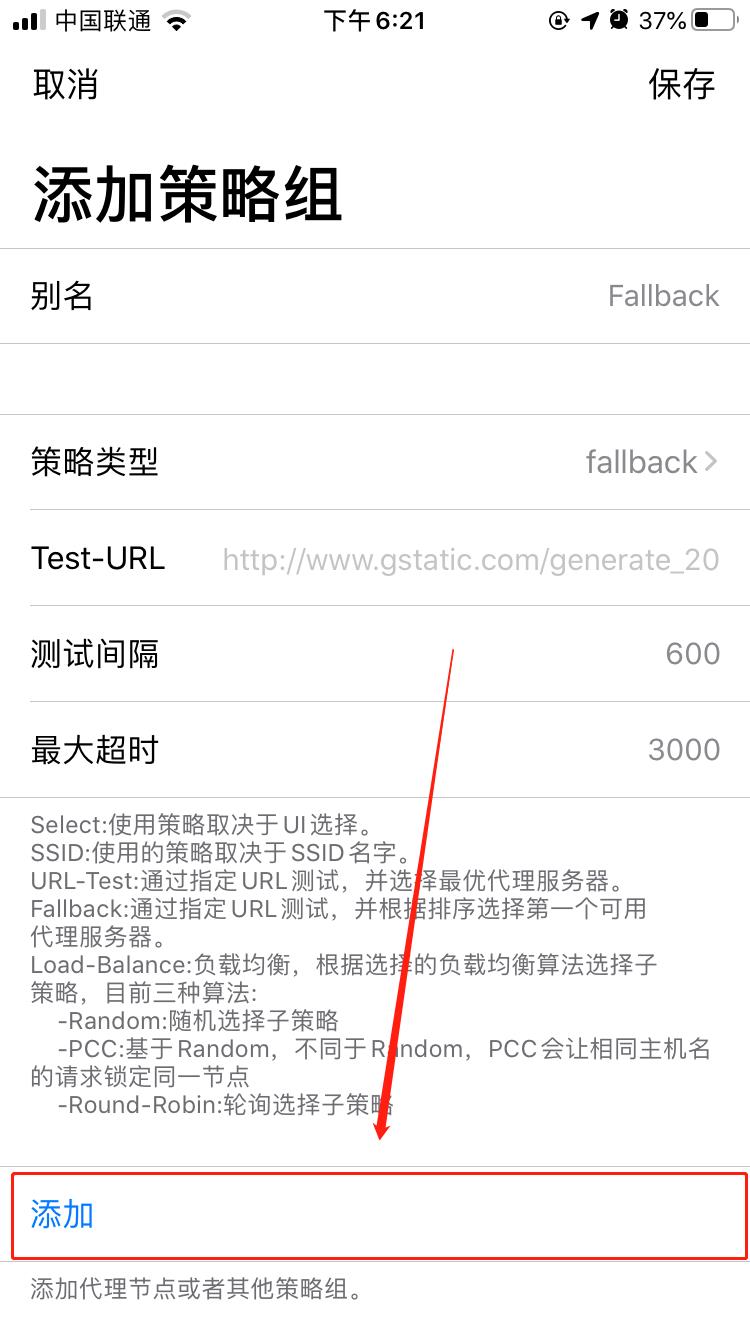 中国联通 下午6:21 37%
取消 保存
添加策略组
别名 Fallback
策略类型 fallback
Test-URL http://www.gstatic.com/generate_20
测试间隔 600
最大超时 3000
Select:使用策略取决于UI选择。
SSID:使用的策略取决于SSID名字。
URL-Test:通过指定URL测试，并选择最优代理服务器。
Fallback:通过指定URL测试，并根据排序选择第一个可用
代理服务器。
Load-Balance:负载均衡，根据选择的负载均衡算法选择子
策略，目前三种算法:
-Random:随机选择子策略
-PCC:基于Random，不同于Random，PCC会让相同主机名
的请求锁定同一节点
-Round-Robin:轮询选择子策略
添加
添加代理节点或者其他策略组。